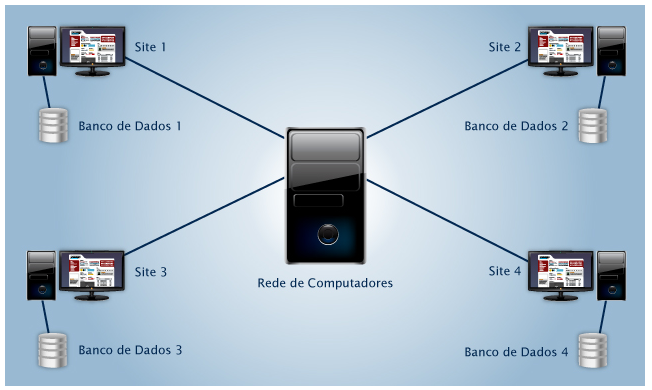 Site 1
Site 2
Banco de Dados 1
Banco de Dados 2
Rede de Computadores
Site 3
Site 4
Banco de Dados 3
Banco de Dados 4